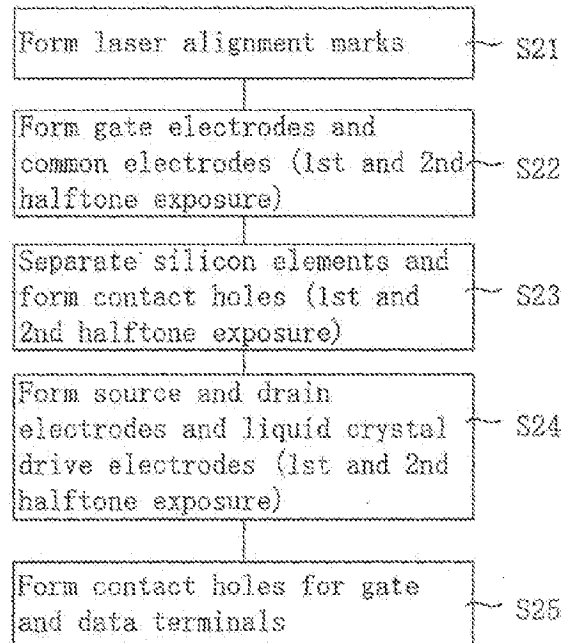 Form laser alignment marks
S21
Form gate electrodes and
common electrodes (1st and 2nd
halftone exposure)
S22
Separate silicon elements and
form contact holes (1st and
2nd halftone exposure)
S23
Form source and drain
electrodes and liquid crystal
drive electrodes (1st and 2nd
halftone exposure)
S24
Form contact holes for gate
and data terminals
S25